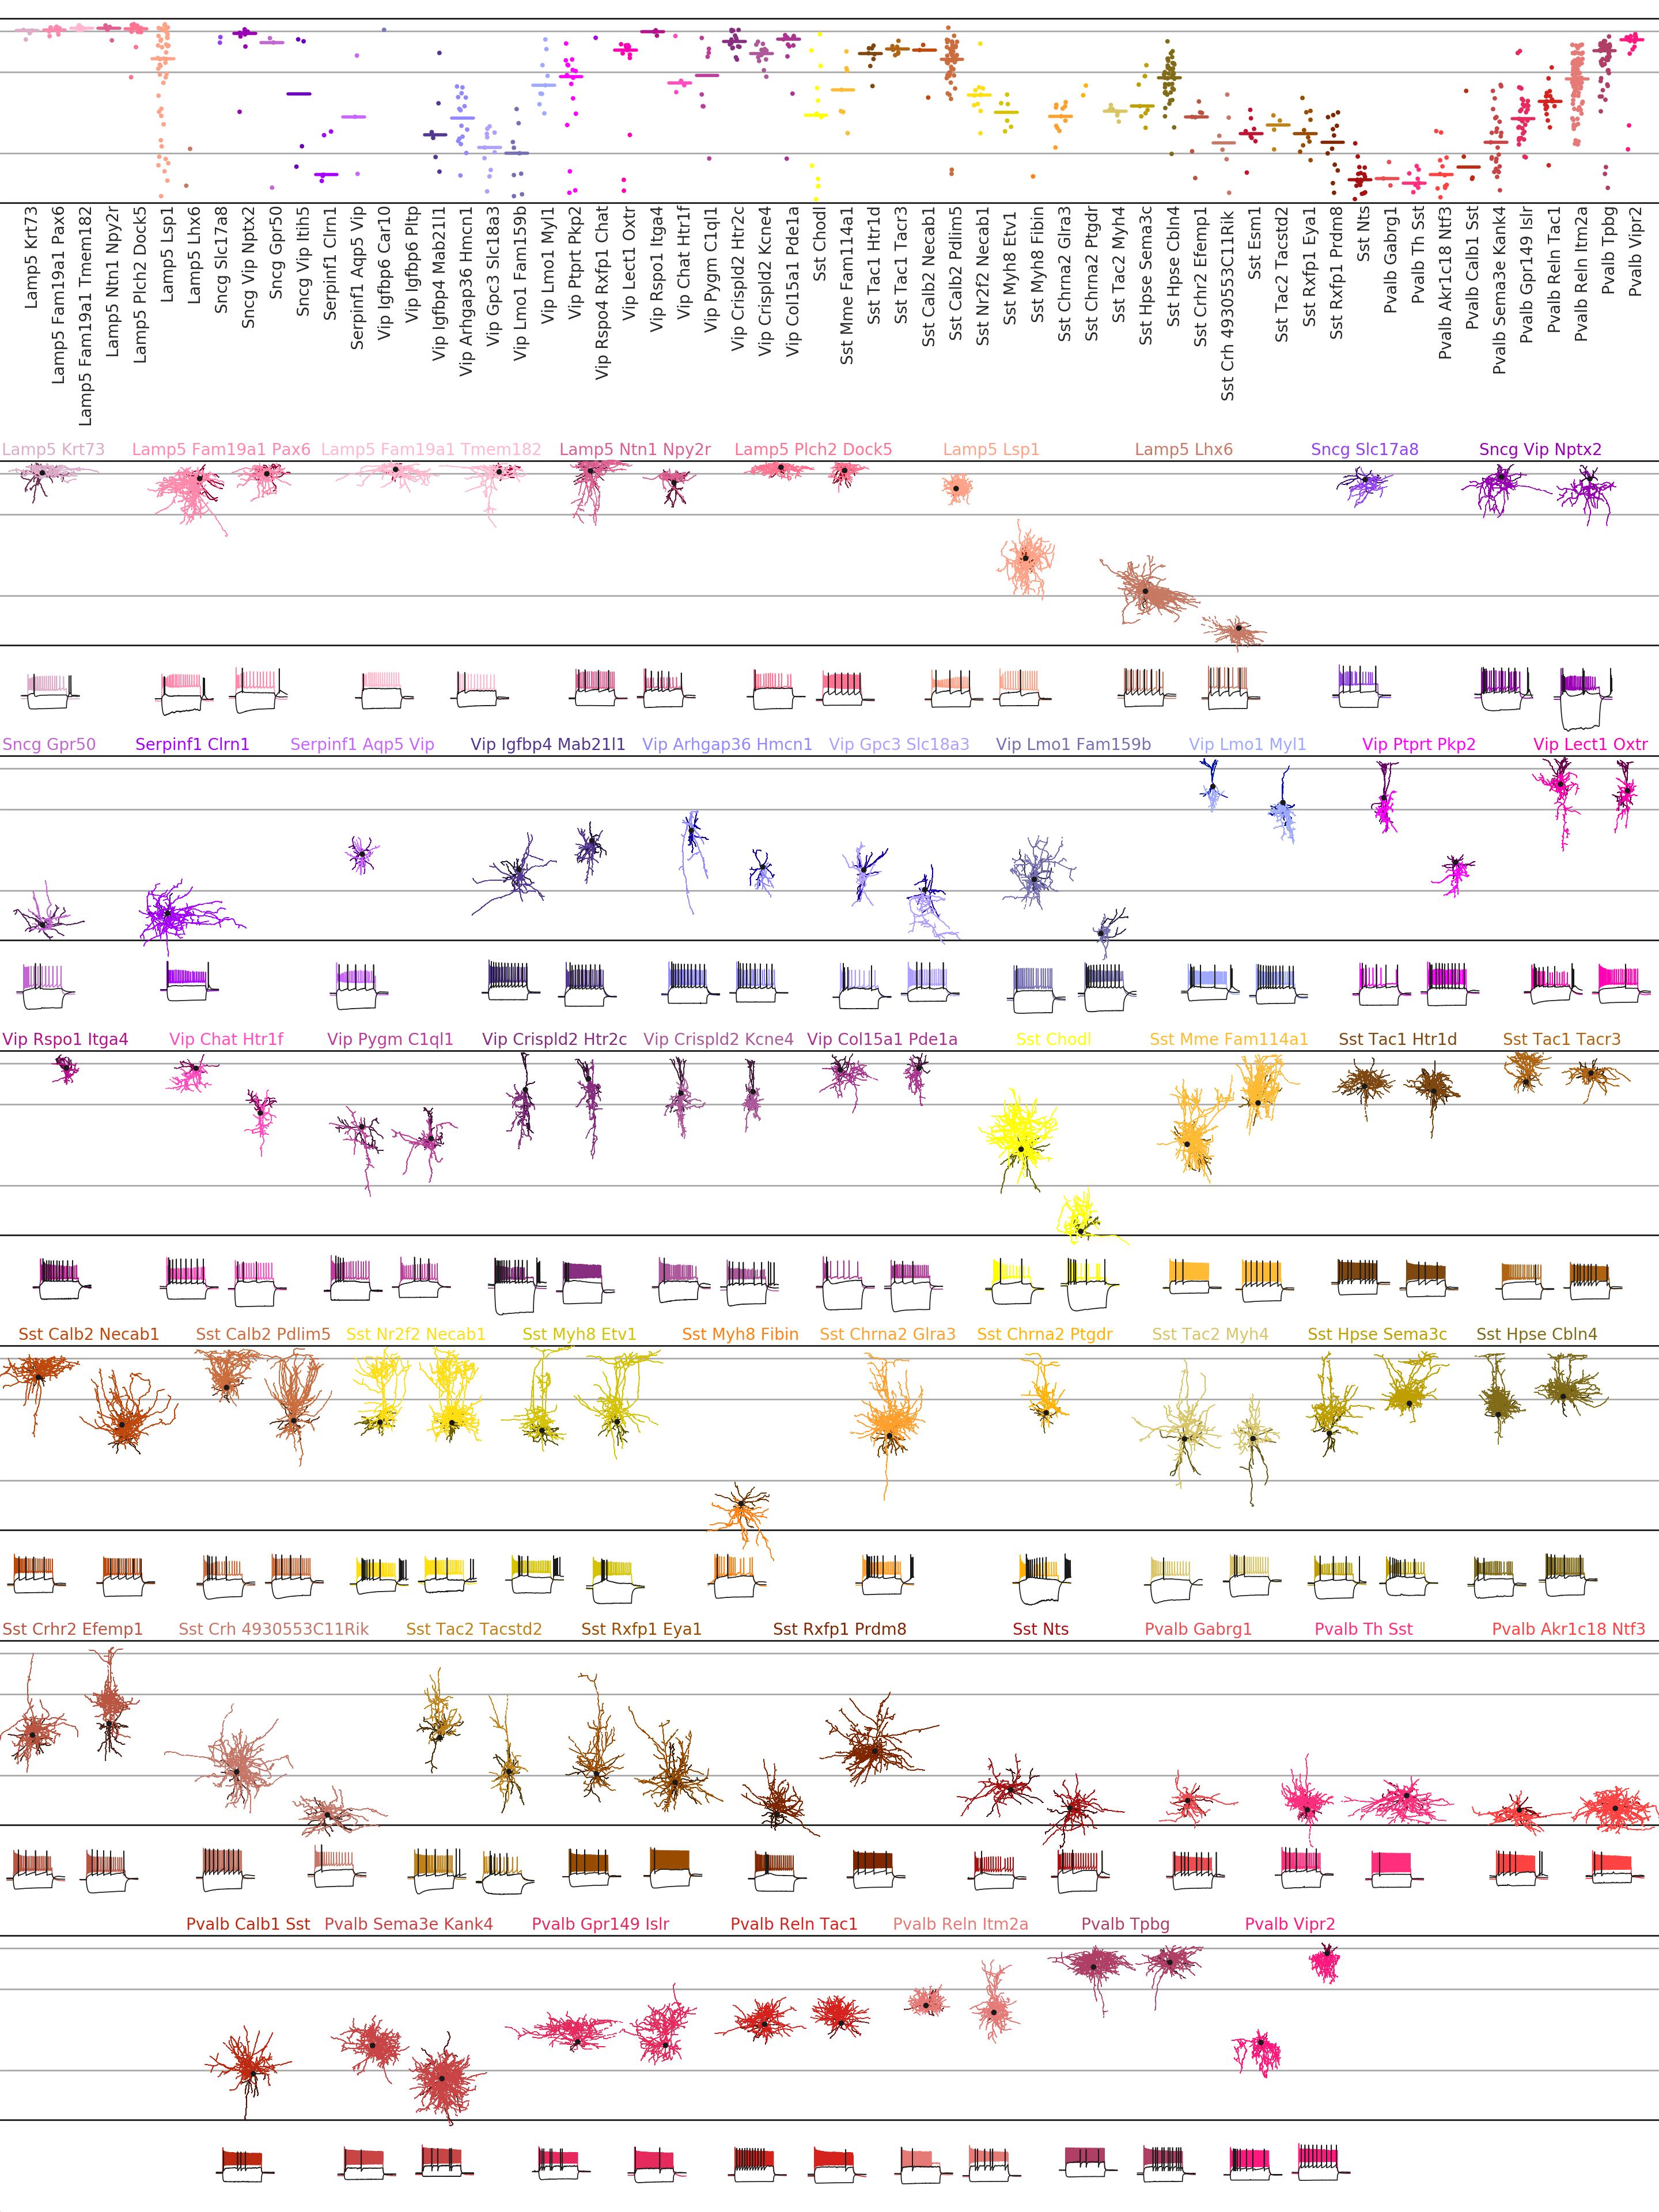 Lamp5 Krt73
Lamp5 Fam19a1 Pax6
Lamp5 Fam19a1 Tmem182
Lamp5 Ntn1 Npy2r
Lamp5 Plch2 Dock5
Lamp5 Lsp1
Lamp5 Lhx6
Sncg Slc17a8
Sncg Vip Nptx2
Sncg Gpr50
Sncg Vip Itih5
Serpinf1 Clrn1
Serpinf1 Aqp5 Vip
Vip Igfbp6 Car10
Vip Igfbp6 Pltp
Vip Igfbp4 Mab21l1
Vip Arhgap36 Hmcn1
Vip Gpc3 Slc18a3
Vip Lmo1 Fam159b
Vip Lmo1 Myl1
Vip Ptprt Pkp2
Vip Rspo4 Rxfp1 Chat
Vip Lect1 Oxtr
Vip Rspo1 Itga4
Vip Chat Htr1f
Vip Pygm C1ql1
Vip Crispld2 Htr2c
Vip Crispld2 Kcne4
Vip Col15a1 Pde1a
Sst Chodl
Sst Mme Fam114a1
Sst Tac1 Htr1d
Sst Tac1 Tacr3
Sst Calb2 Necab1
Sst Calb2 Pdlim5
Sst Nr2f2 Necab1
Sst Myh8 Etv1
Sst Myh8 Fibin
Sst Chrna2 Glra3
Sst Chrna2 Ptgdr
Sst Tac2 Myh4
Sst Hpse Sema3c
Sst Hpse Cbln4
Sst Crhr2 Efemp1
Sst Crh 4930553C11Rik
Sst Esm1
Sst Tac2 Tacstd2
Sst Rxfp1 Eya1
Sst Rxfp1 Prdm8
Sst Nts
Pvalb Gabrg1
Pvalb Th Sst
Pvalb Akr1c18 Ntf3
Pvalb Calb1 Sst
Pvalb Sema3e Kank4
Pvalb Gpr149 Islr
Pvalb Reln Tac1
Pvalb Reln Itm2a
Pvalb Tpbg
Pvalb Vipr2
Lamp5 Krt73 Lamp5 Fam19a1 Pax6 Lamp5 Fam19a1 Tmem182 Lamp5 Ntn1 Npy2r Lamp5 Plch2 Dock5 Lamp5 Lsp1 Lamp5 Lhx6 Sncg Slc17a8 Sncg Vip Nptx2
Sncg Gpr50 Serpinf1 Clrn1 Serpinf1 Aqp5 Vip Vip Igfbp4 Mab21l1 Vip Arhgap36 Hmcn1 Vip Gpc3 Slc18a3 Vip Lmo1 Fam159b Vip Lmo1 Myl1 Vip Ptprt Pkp2 Vip Lect1 Oxtr
Vip Rspo1 Itga4 Vip Chat Htr1f Vip Pygm C1ql1 Vip Crispld2 Htr2c Vip Crispld2 Kcne4 Vip Col15a1 Pde1a Sst Chodl Sst Mme Fam114a1 Sst Tac1 Htr1d Sst Tac1 Tacr3
Sst Calb2 Necab1 Sst Calb2 Pdlim5 Sst Nr2f2 Necab1 Sst Myh8 Etv1 Sst Myh8 Fibin Sst Chrna2 Glra3 Sst Chrna2 Ptgdr Sst Tac2 Myh4 Sst Hpse Sema3c Sst Hpse Cbln4
Sst Crhr2 Efemp1 Sst Crh 4930553C11Rik Sst Tac2 Tacstd2 Sst Rxfp1 Eya1 Sst Rxfp1 Prdm8 Sst Nts Pvalb Gabrg1 Pvalb Th Sst Pvalb Akr1c18 Ntf3
Pvalb Calb1 Sst Pvalb Sema3e Kank4 Pvalb Gpr149 Islr Pvalb Reln Tac1 Pvalb Reln Itm2a Pvalb Tpbg Pvalb Vipr2